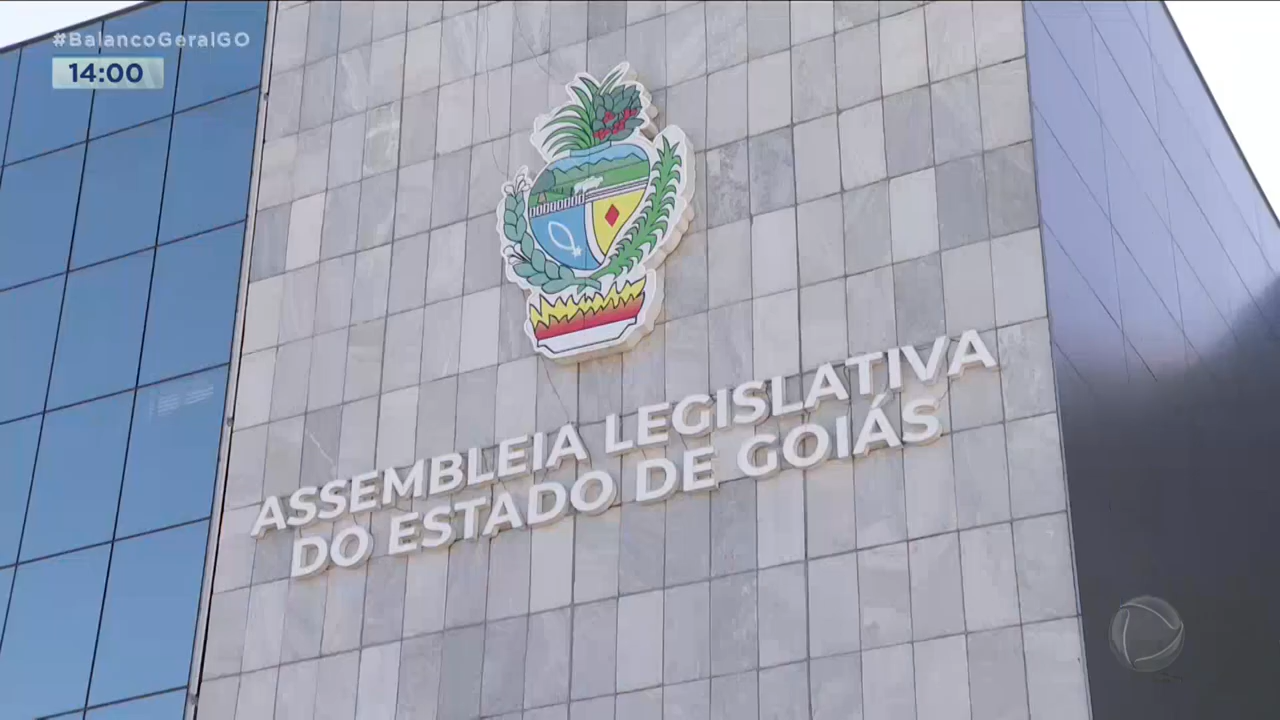 #BalancoGeralGO
14:00
ASSEMBLEIA LEGISLATIVA
DO ESTADO DE GOIÁS